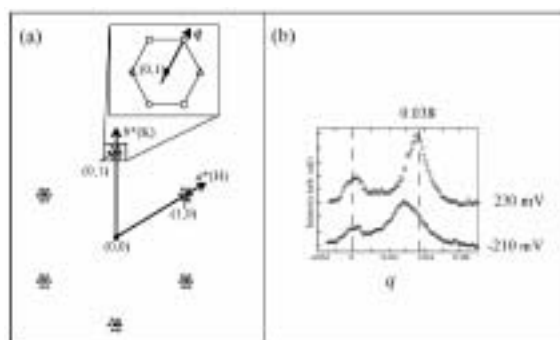 (a)
q
(0,1)
b*(K)
(0,1)
a*(H)
(1,0)
(0,0)
(b)
0.038
230 mV
-210 mV
q